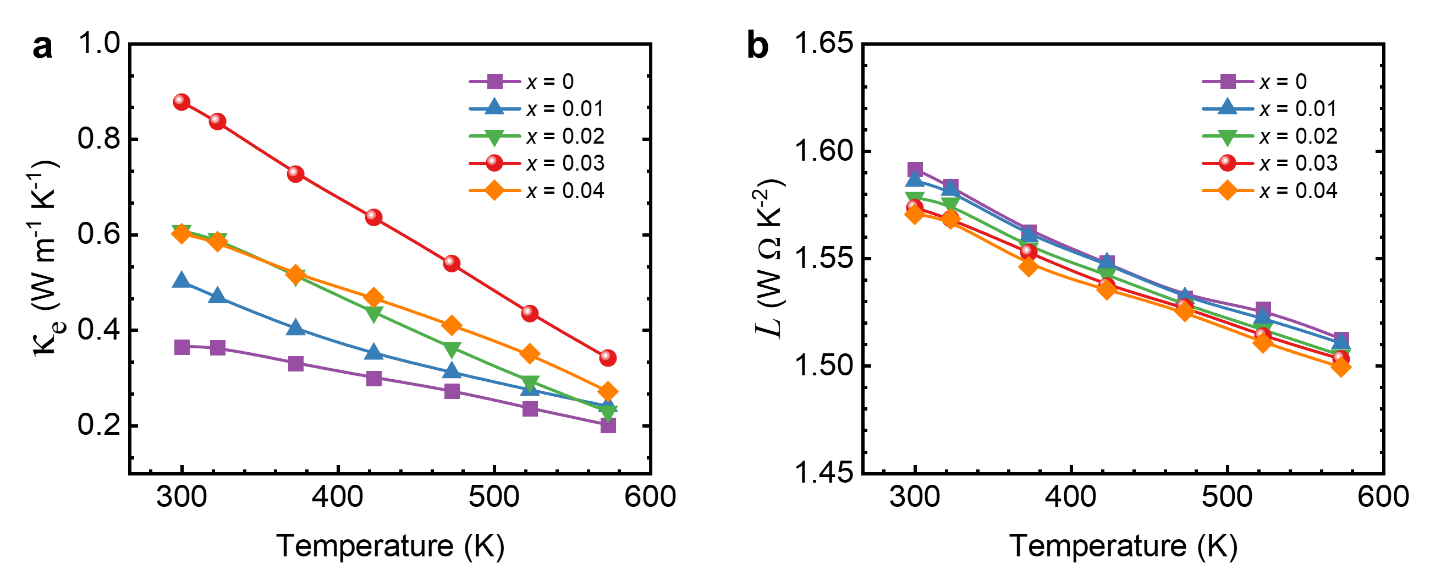 a
1.0
0.8
0.6
0.4
0.2
κe (W m-1 K-1)
x = 0
x = 0.01
x = 0.02
x = 0.03
x = 0.04
300
400
500
600
Temperature (K)
b
1.65
1.60
1.55
1.50
1.45
L (W Ω K-2)
x = 0
x = 0.01
x = 0.02
x = 0.03
x = 0.04
300
400
500
600
Temperature (K)